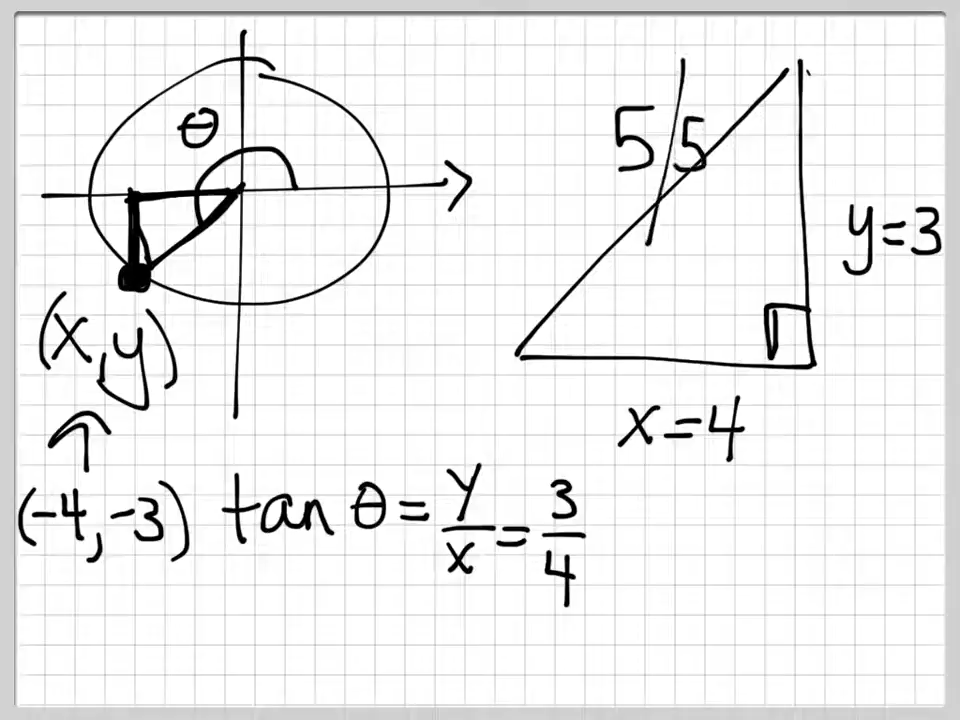 θ
5 5
y=3
(x,y)
x=4
(-4,-3) tan θ = y/x = 3/4